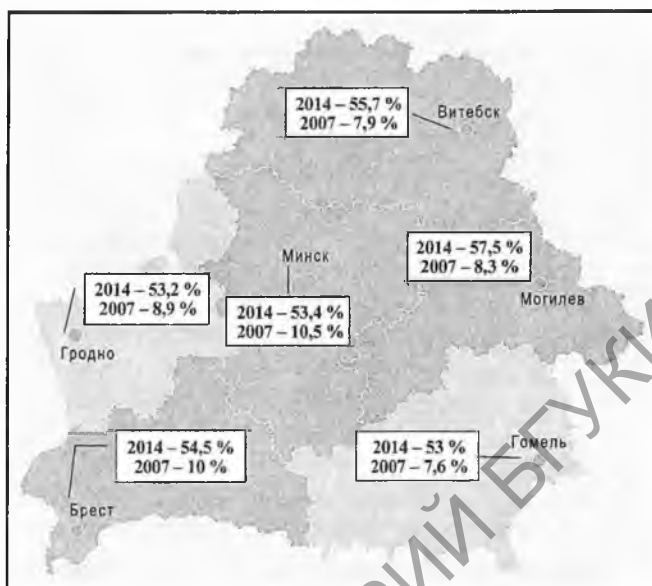 2014 – 55,7 %
2007 – 7,9 %
Витебск
2014 – 57,5 %
2007 – 8,3 %
Могилев
Минск
2014 – 53,4 %
2007 – 10,5 %
2014 – 53,2 %
2007 – 8,9 %
Гродно
2014 – 54,5 %
2007 – 10 %
Брест
2014 – 53 %
2007 – 7,6 %
Гомель
РИЙ БГУКИ